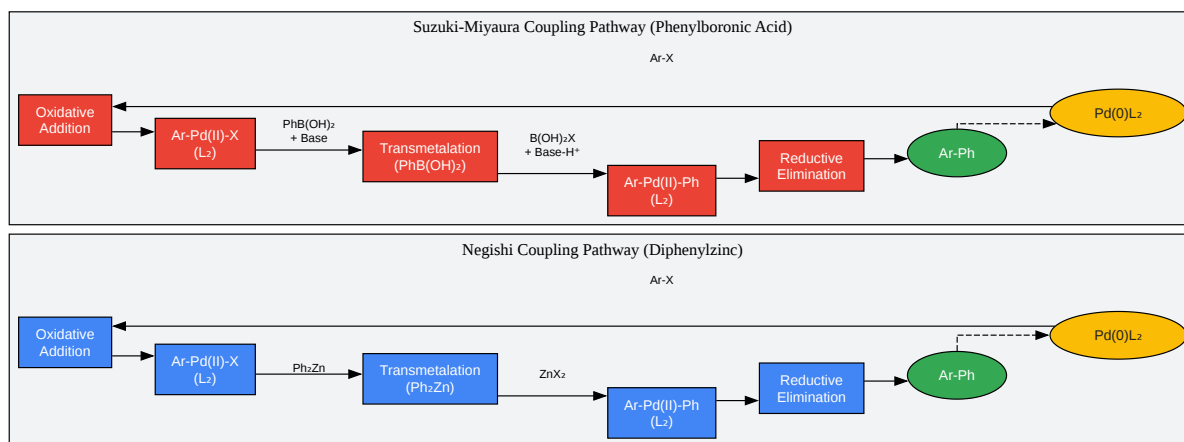 Suzuki-Miyaura Coupling Pathway (Phenylboronic Acid)
Ar-X
Oxidative
Addition
Ar-Pd(II)-X
(L₂)
PhB(OH)₂
+ Base
Transmetalation
(PhB(OH)₂)
B(OH)₂X
+ Base-H⁺
Ar-Pd(II)-Ph
(L₂)
Reductive
Elimination
Ar-Ph
Pd(0)L₂
Negishi Coupling Pathway (Diphenylzinc)
Ar-X
Oxidative
Addition
Ar-Pd(II)-X
(L₂)
Ph₂Zn
Transmetalation
(Ph₂Zn)
ZnX₂
Ar-Pd(II)-Ph
(L₂)
Reductive
Elimination
Ar-Ph
Pd(0)L₂